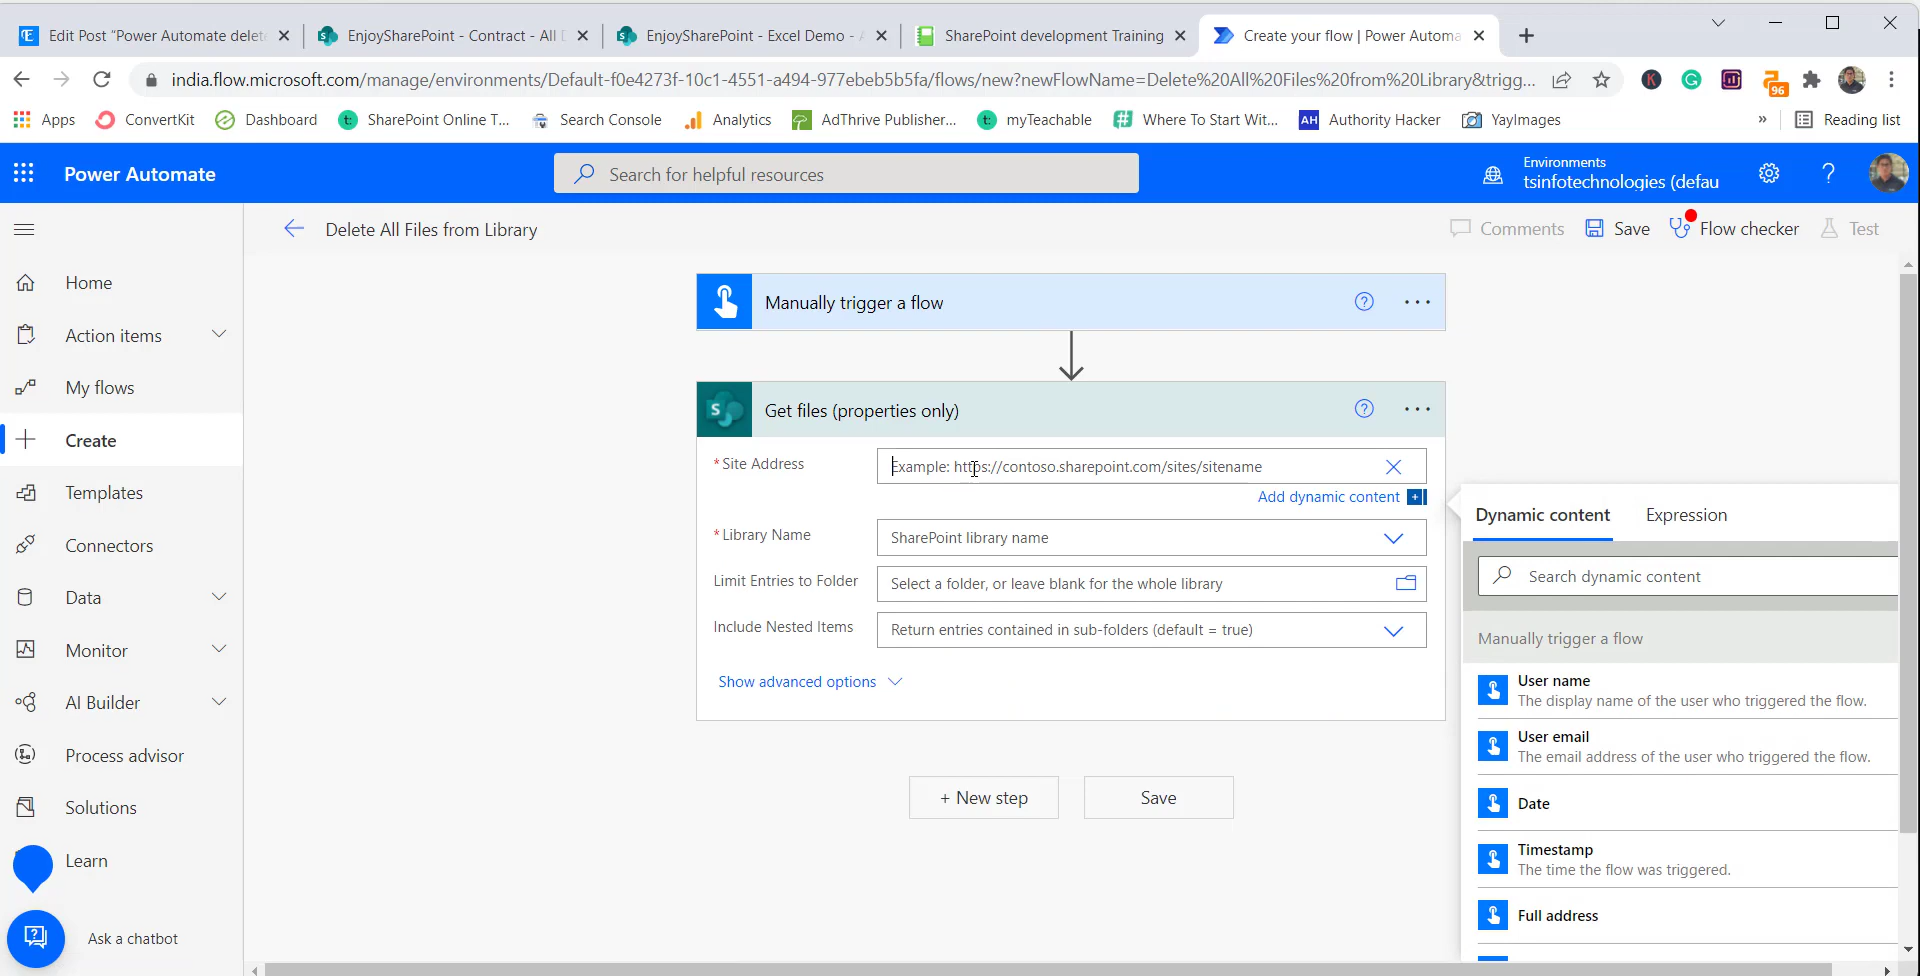 Edit Post "Power Automate delete
EnjoySharePoint - Contract - All D
EnjoySharePoint - Excel Demo - A
SharePoint development Training
Create your flow | Power Automa
india.flow.microsoft.com/manage/environments/Default-f0e4273f-10c1-4551-a494-977ebeb5b5fa/flows/new?newFlowName=Delete%20All%20Files%20from%20Library&trigg...
96
Apps
ConvertKit
Dashboard
SharePoint Online T...
Search Console
Analytics
AdThrive Publisher...
myTeachable
Where To Start Wit...
AH
Authority Hacker
YayImages
»
Reading list
Power Automate
Search for helpful resources
Environments
tsinfotechnologies (defau
Delete All Files from Library
Comments
Save
Flow checker
Test
Home
Action items
My flows
Create
Templates
Connectors
Data
Monitor
AI Builder
Process advisor
Solutions
Learn
Ask a chatbot
Manually trigger a flow
Get files (properties only)
* Site Address
Example: https://contoso.sharepoint.com/sites/sitename
Add dynamic content
* Library Name
SharePoint library name
Limit Entries to Folder
Select a folder, or leave blank for the whole library
Include Nested Items
Return entries contained in sub-folders (default = true)
Show advanced options
+ New step
Save
Dynamic content
Expression
Search dynamic content
Manually trigger a flow
User name
The display name of the user who triggered the flow.
User email
The email address of the user who triggered the flow.
Date
Timestamp
The time the flow was triggered.
Full address